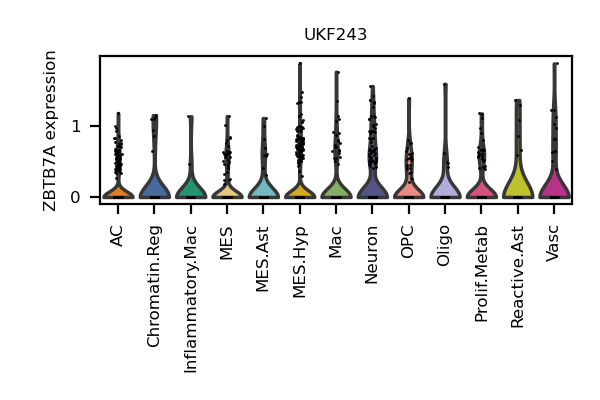 UKF243
ZBTB7A expression
1
0
AC
Chromatin.Reg
Inflammatory.Mac
MES
MES.Ast
MES.Hyp
Mac
Neuron
OPC
Oligo
Prolif.Metab
Reactive.Ast
Vasc